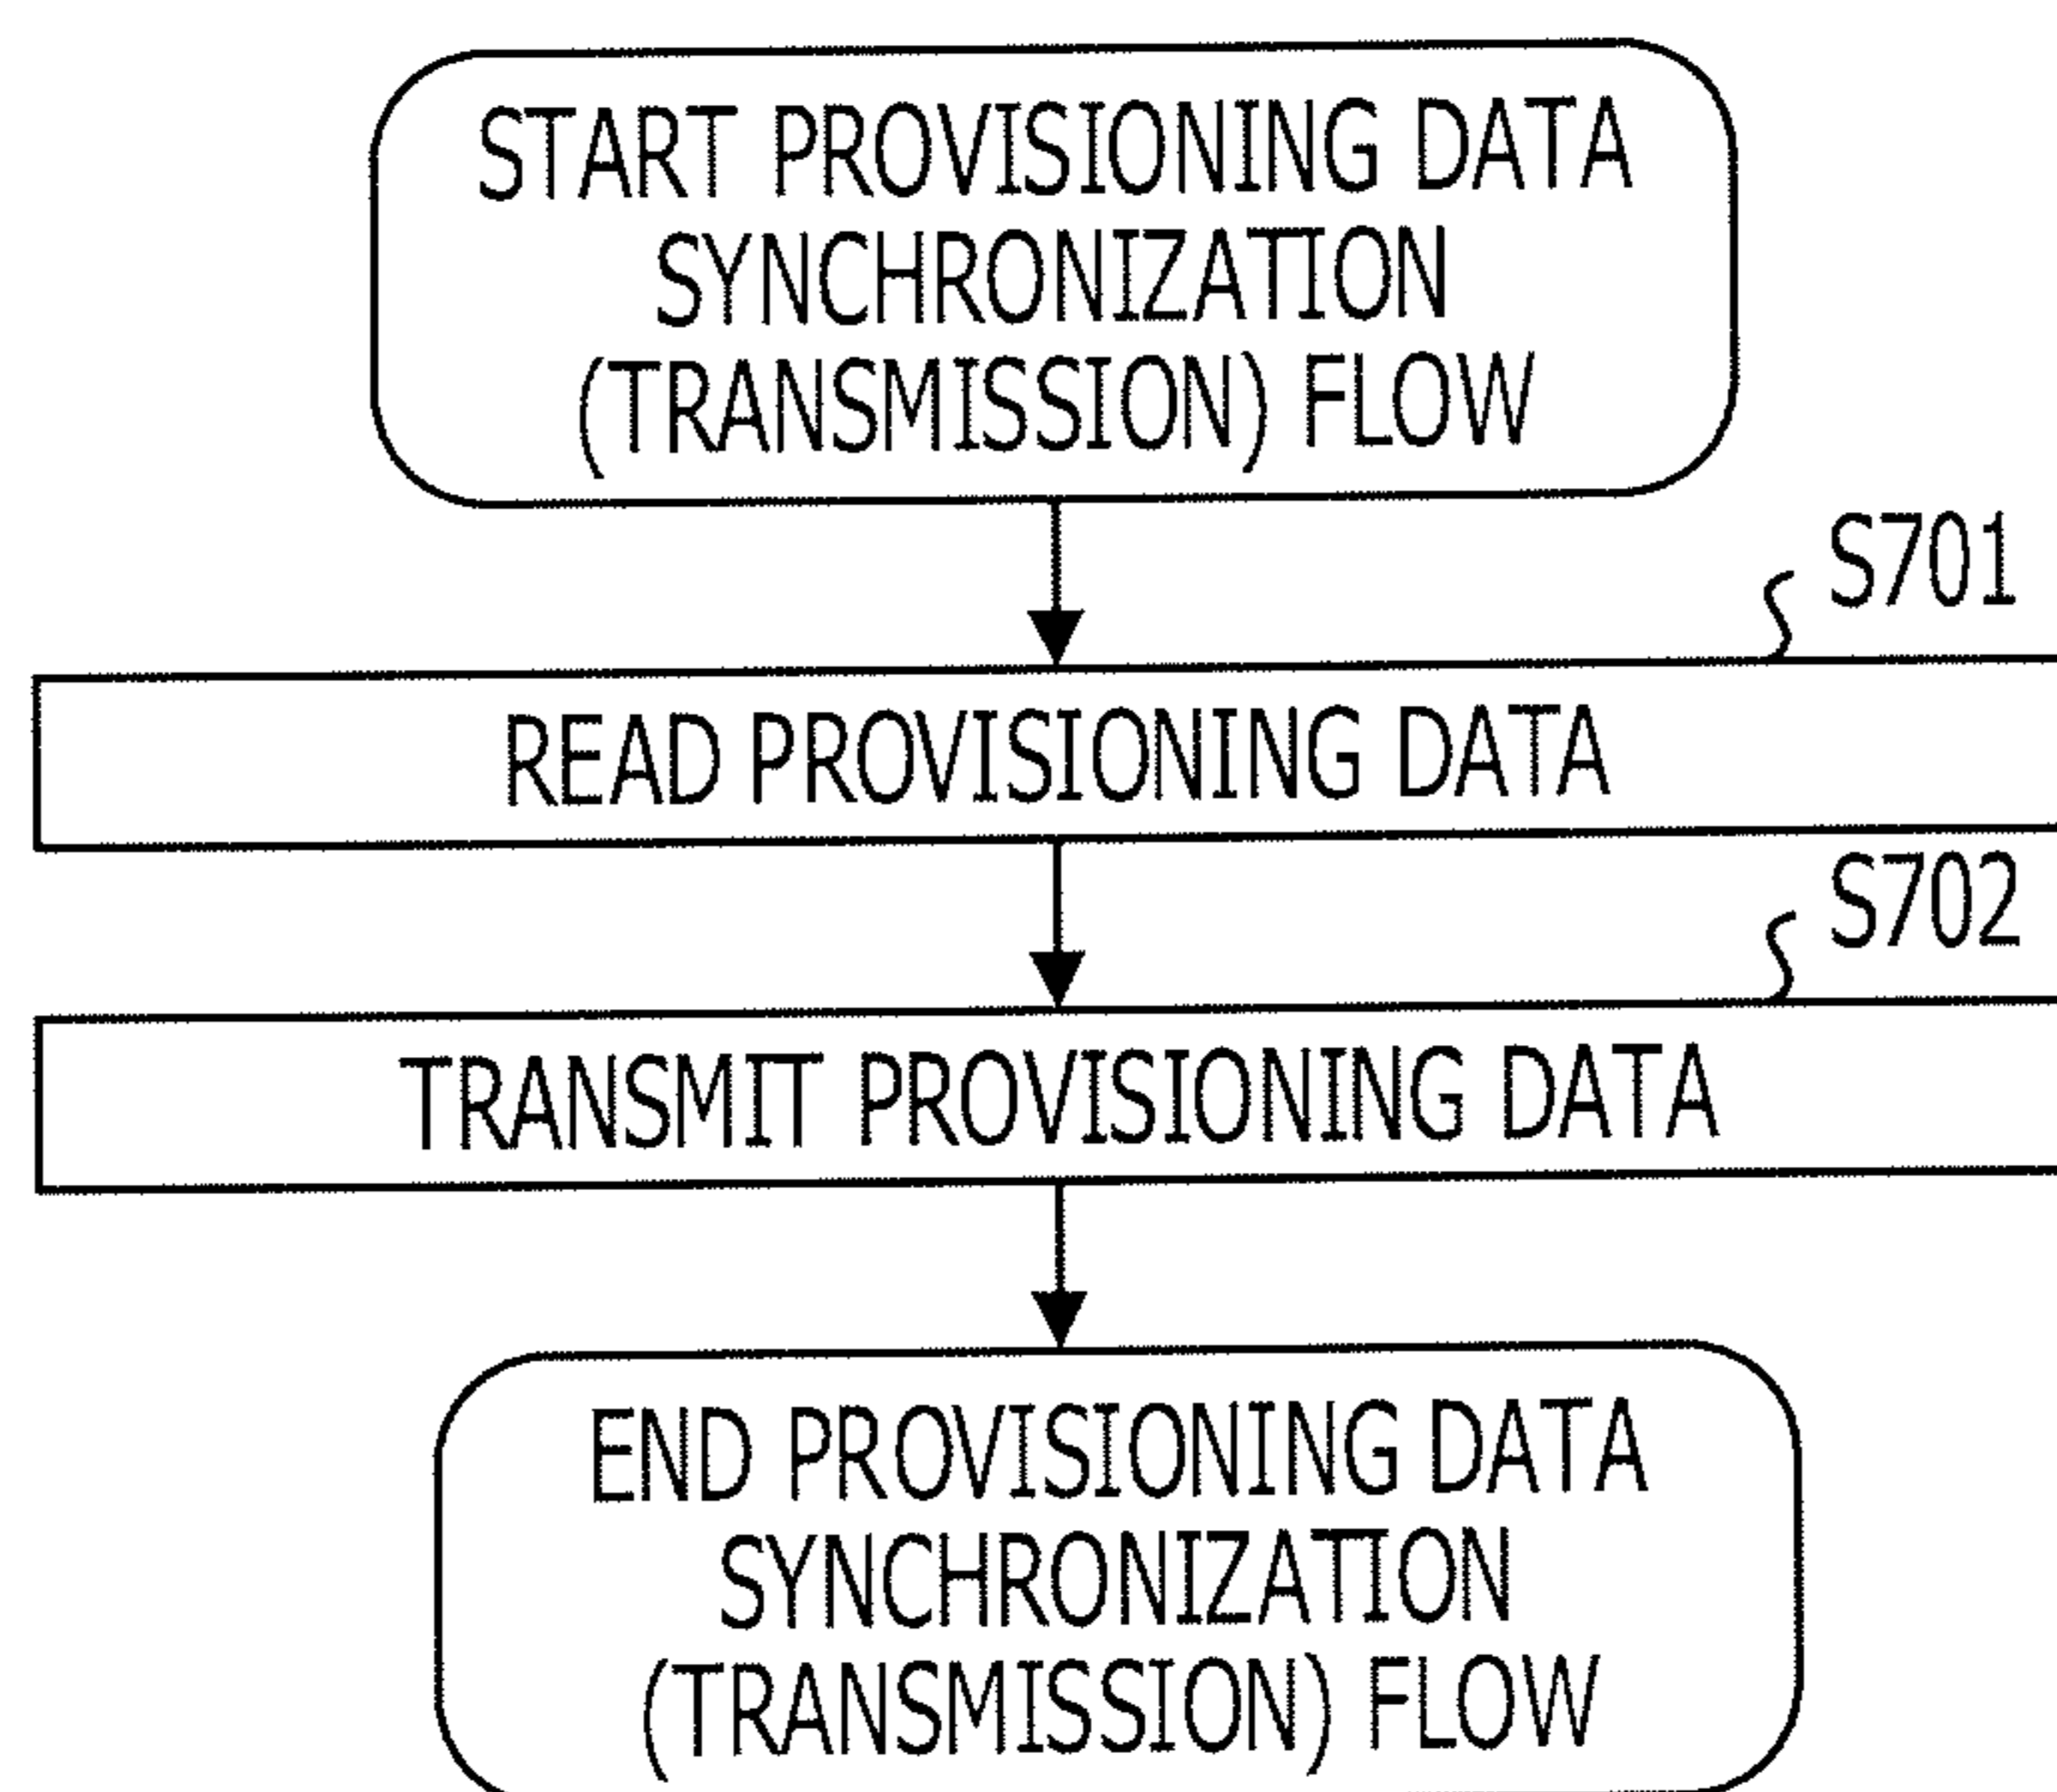 START PROVISIONING DATA
SYNCHRONIZATION
(TRANSMISSION) FLOW
S701
READ PROVISIONING DATA
S702
TRANSMIT PROVISIONING DATA
END PROVISIONING DATA
SYNCHRONIZATION
(TRANSMISSION) FLOW